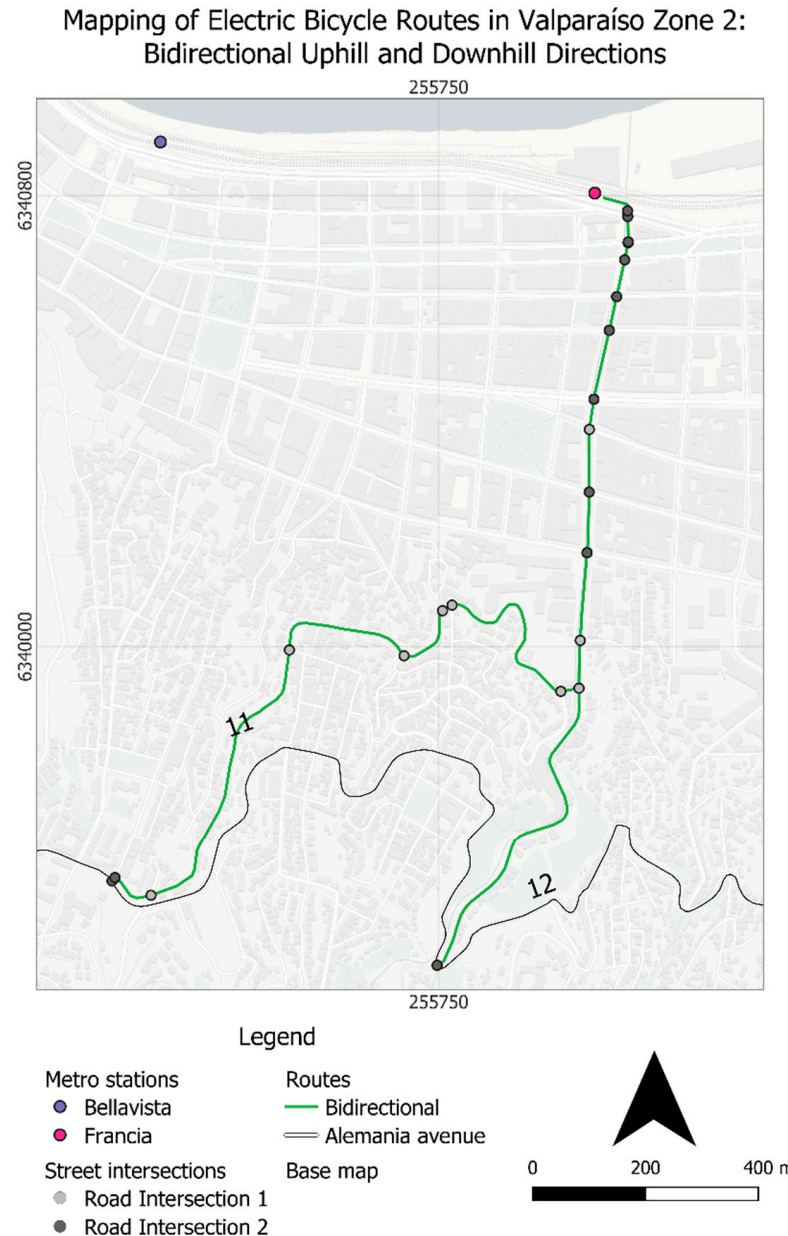 Mapping of Electric Bicycle Routes in Valparaíso Zone 2:
Bidirectional Uphill and Downhill Directions
255750
6340800
6340000
11
12
255750
Legend
Metro stations
Bellavista
Francia
Street intersections
Road Intersection 1
Road Intersection 2
Routes
Bidirectional
Alemania avenue
Base map
0 200 400 m